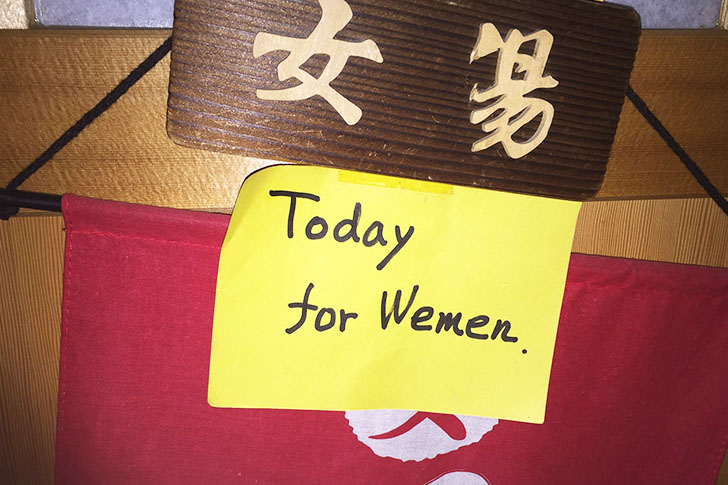 女湯
Today
for Wemen.